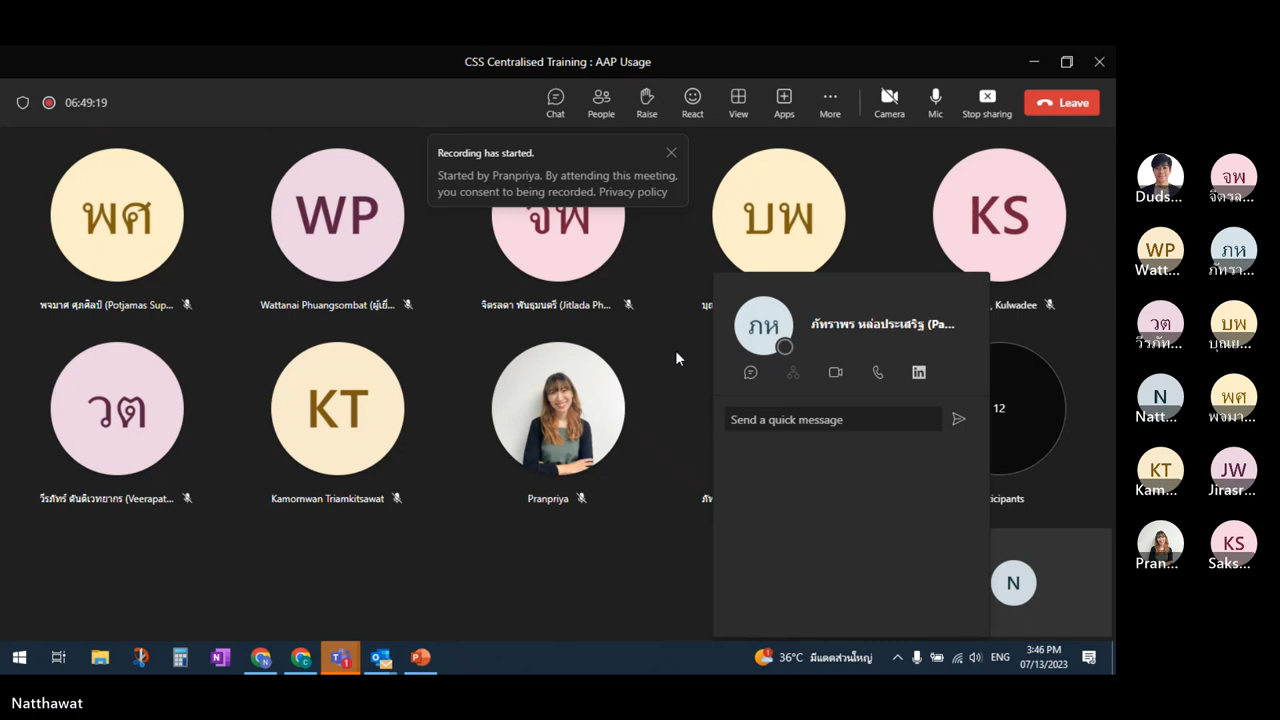 CSS Centralised Training : AAP Usage
06:49:19
Chat
People
Raise
React
View
Apps
More
Camera
Mic
Stop sharing
Leave
Recording has started.
Started by Pranpriya. By attending this meeting,
you consent to being recorded. Privacy policy
พศ
WP
จพ
บพ
KS
พจมาศ ศุภศิลป์ (Potjamas Sup...
Wattanai Phuangsombat (ผู้เยี่...
จิตรลดา พันธุมนตรี (Jitlada Ph...
, Kulwadee
ภห
ภัทราพร หล่อประเสริฐ (Pa...
Send a quick message
วต
KT
12
วีรภัทร์ ตันติเวทยากร (Veerapat...
Kamornwan Triamkitsawat
Pranpriya
ticipants
N
36°C มีแดดส่วนใหญ่
ENG
3:46 PM
07/13/2023
Duds...
จพ
จิตรล...
WP
Watt...
ภห
ภัทรา...
วต
วีรภัท...
บพ
บุณย...
N
Natt...
พศ
พจมา...
KT
Kam...
JW
Jirasr...
Pran...
KS
Saks...
Natthawat